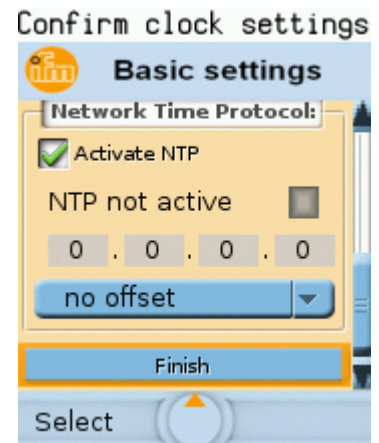 Confirm clock settings
ifm
Basic settings
Network Time Protocol:
Activate NTP
NTP not active
0 . 0 . 0 . 0
no offset
Finish
Select